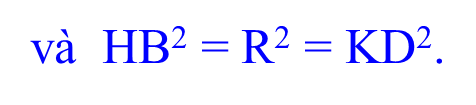 và HB² = R² = KD².